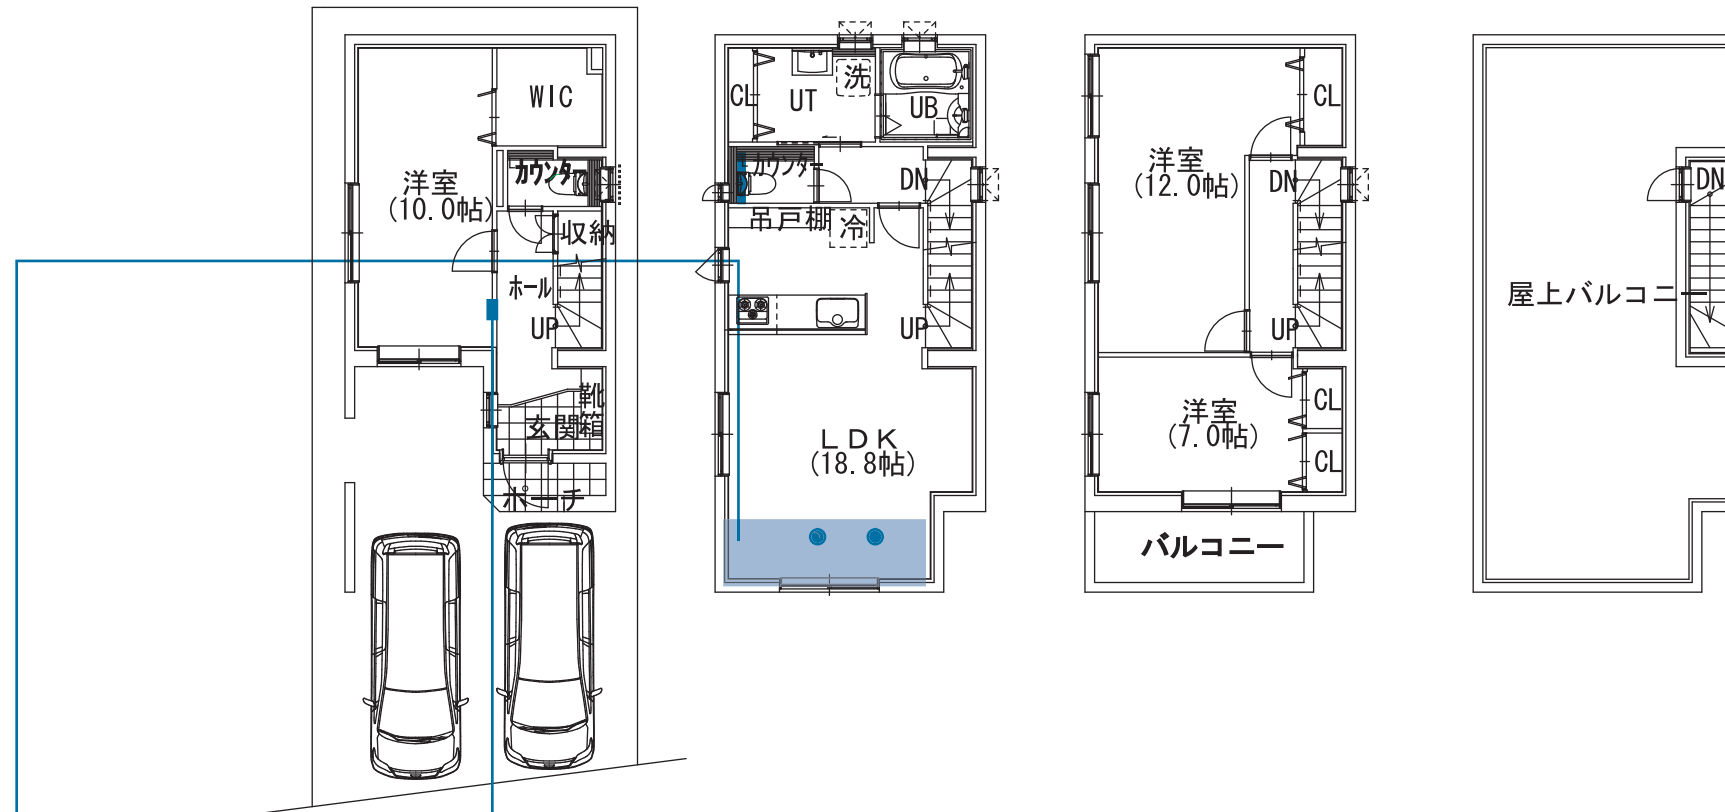 WIC
洋室
(10.0帖)
カウンター
収納
ホール
UP
靴
箱
玄関
ポーチ
CL
UT
洗
UB
カウンター
DN
吊戸棚
冷
UP
LDK
(18.8帖)
CL
洋室
(12.0帖)
DN
UP
洋室
(7.0帖)
CL
CL
バルコニー
DN
屋上バルコニー